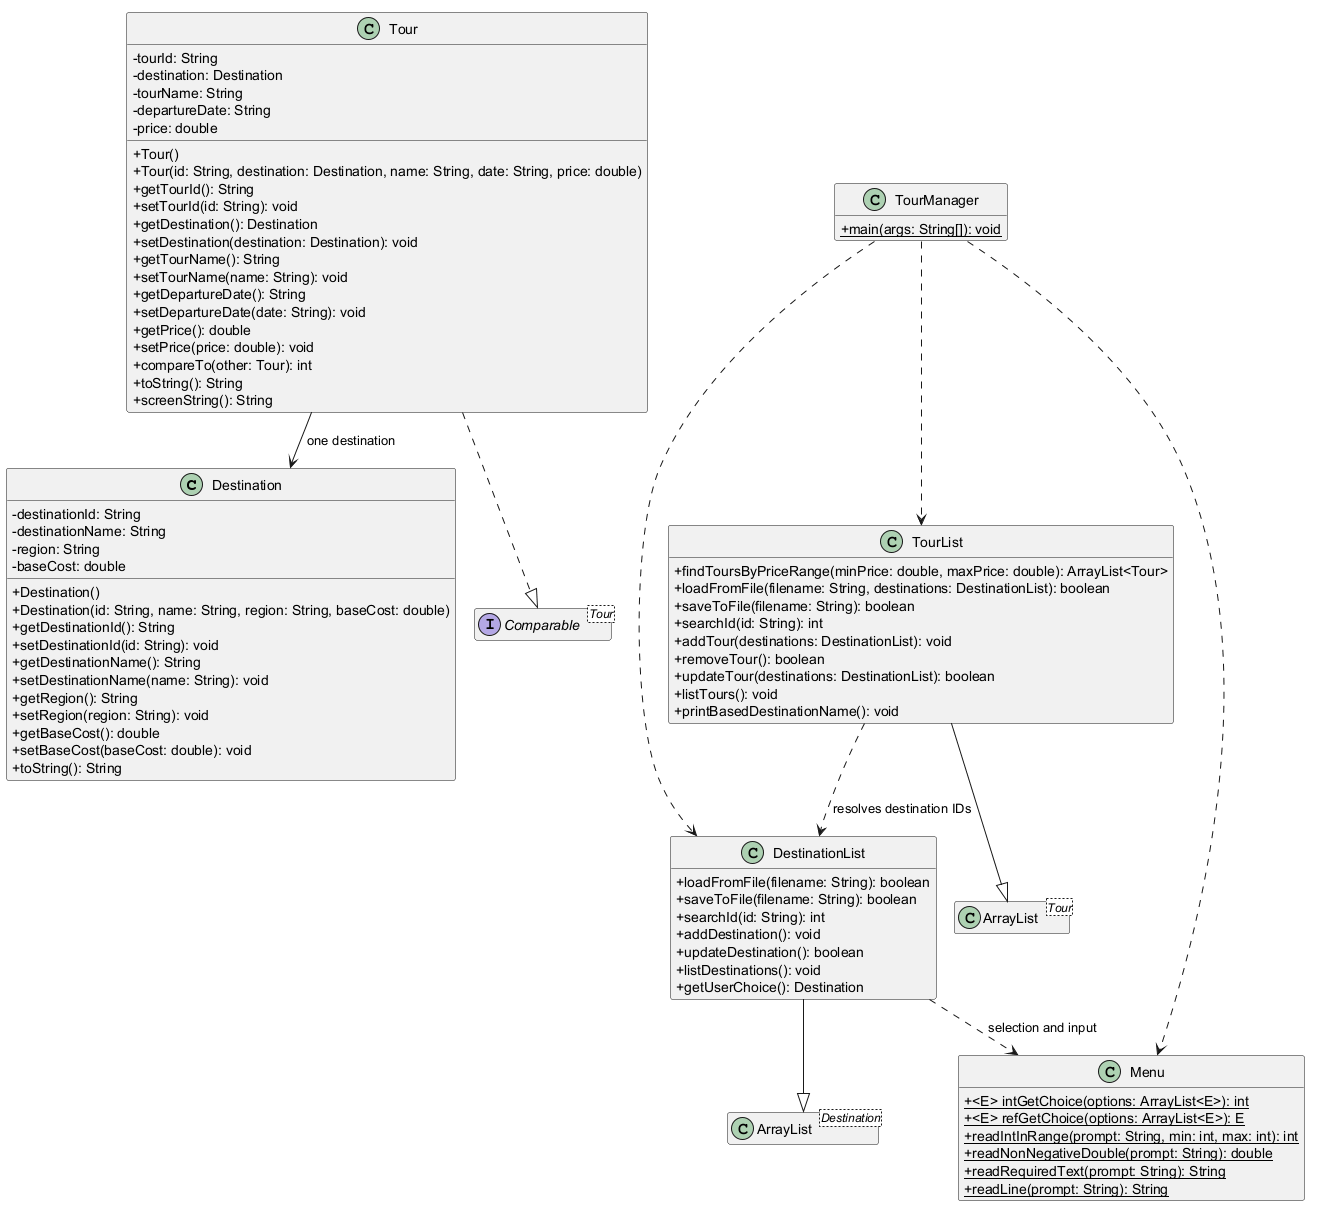 C Tour
-tourId: String
-destination: Destination
-tourName: String
-departureDate: String
-price: double
+Tour()
+Tour(id: String, destination: Destination, name: String, date: String, price: double)
+getTourId(): String
+setTourId(id: String): void
+getDestination(): Destination
+setDestination(destination: Destination): void
+getTourName(): String
+setTourName(name: String): void
+getDepartureDate(): String
+setDepartureDate(date: String): void
+getPrice(): double
+setPrice(price: double): void
+compareTo(other: Tour): int
+toString(): String
+screenString(): String
C TourManager
+main(args: String[]): void
one destination
C Destination
-destinationId: String
-destinationName: String
-region: String
-baseCost: double
+Destination()
+Destination(id: String, name: String, region: String, baseCost: double)
+getDestinationId(): String
+setDestinationId(id: String): void
+getDestinationName(): String
+setDestinationName(name: String): void
+getRegion(): String
+setRegion(region: String): void
+getBaseCost(): double
+setBaseCost(baseCost: double): void
+toString(): String
I Comparable Tour
C TourList
+findToursByPriceRange(minPrice: double, maxPrice: double): ArrayList<Tour>
+loadFromFile(filename: String, destinations: DestinationList): boolean
+saveToFile(filename: String): boolean
+searchId(id: String): int
+addTour(destinations: DestinationList): void
+removeTour(): boolean
+updateTour(destinations: DestinationList): boolean
+listTours(): void
+printBasedDestinationName(): void
resolves destination IDs
C DestinationList
+loadFromFile(filename: String): boolean
+saveToFile(filename: String): boolean
+searchId(id: String): int
+addDestination(): void
+updateDestination(): boolean
+listDestinations(): void
+getUserChoice(): Destination
C ArrayList Tour
selection and input
C ArrayList Destination
C Menu
+<E> intGetChoice(options: ArrayList<E>): int
+<E> refGetChoice(options: ArrayList<E>): E
+readIntInRange(prompt: String, min: int, max: int): int
+readNonNegativeDouble(prompt: String): double
+readRequiredText(prompt: String): String
+readLine(prompt: String): String